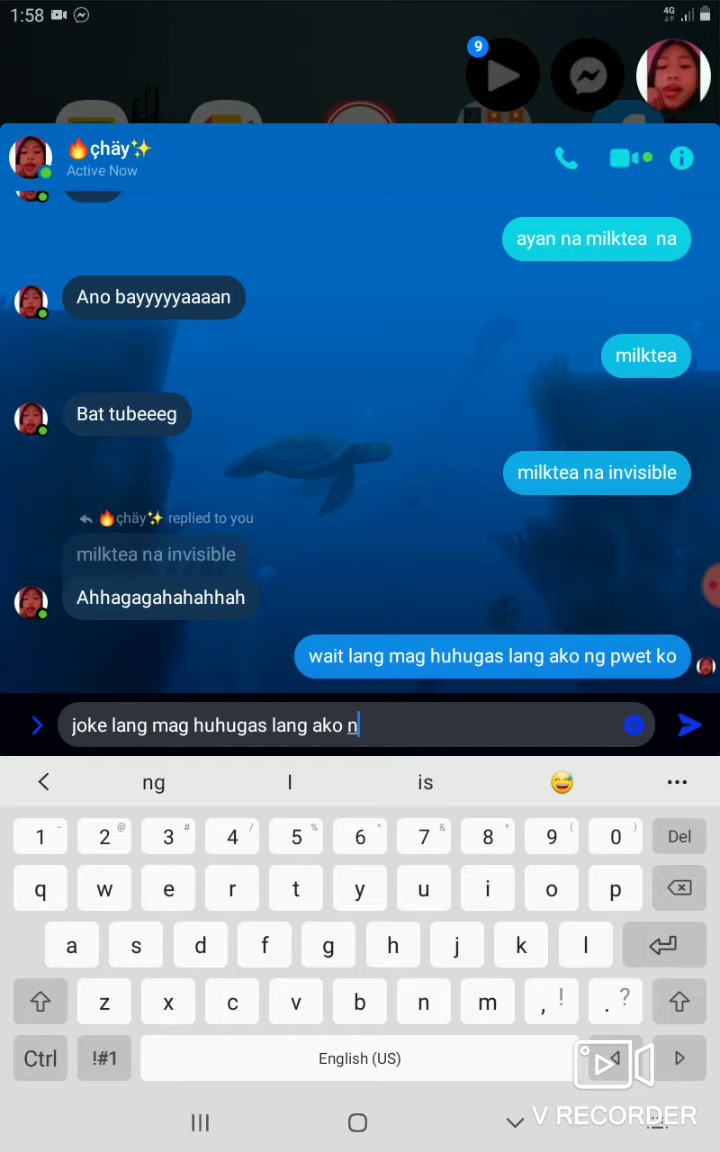 1:58
4G
9
🔥çhäy✨
Active Now
ayan na milktea na
Ano bayyyyyaaaan
milktea
Bat tubeeeg
milktea na invisible
🔥çhäy✨ replied to you
milktea na invisible
Ahhagagahahahhah
wait lang mag huhugas lang ako ng pwet ko
joke lang mag huhugas lang ako n
ng I is 😅
1 - 2 @ 3 # 4 / 5 % 6 ^ 7 & 8 * 9 ( 0 ) Del
q w e r t y u i o p
a s d f g h j k l
z x c v b n m , ! . ?
Ctrl !#1 English (US)
V RECORDER